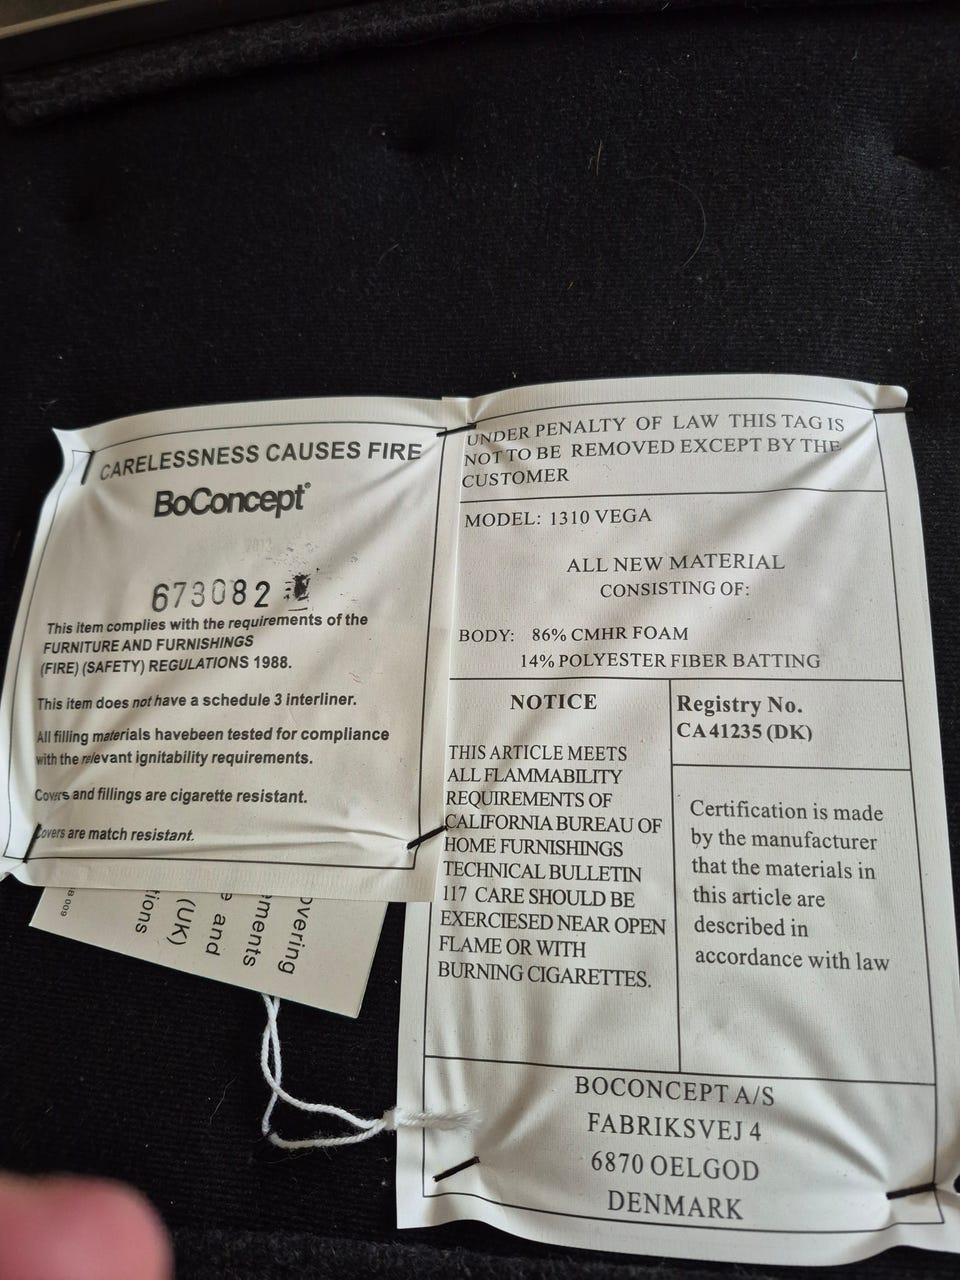 CARELESSNESS CAUSES FIRE
BoConcept®
2012
673082
This item complies with the requirements of the
FURNITURE AND FURNISHINGS
(FIRE) (SAFETY) REGULATIONS 1988.
This item does not have a schedule 3 interliner.
All filling materials havebeen tested for compliance
with the relevant ignitability requirements.
Covers and fillings are cigarette resistant.
Covers are match resistant.
overing
ments
e and
(UK)
tions
8 009
UNDER PENALTY OF LAW THIS TAG IS
NOT TO BE REMOVED EXCEPT BY THE
CUSTOMER
MODEL: 1310 VEGA
ALL NEW MATERIAL
CONSISTING OF:
BODY: 86% CMHR FOAM
14% POLYESTER FIBER BATTING
NOTICE
THIS ARTICLE MEETS
ALL FLAMMABILITY
REQUIREMENTS OF
CALIFORNIA BUREAU OF
HOME FURNISHINGS
TECHNICAL BULLETIN
117 CARE SHOULD BE
EXERCIESED NEAR OPEN
FLAME OR WITH
BURNING CIGARETTES.
Registry No.
CA 41235 (DK)
Certification is made
by the manufacturer
that the materials in
this article are
described in
accordance with law
BOCONCEPT A/S
FABRIKSVEJ 4
6870 OELGOD
DENMARK